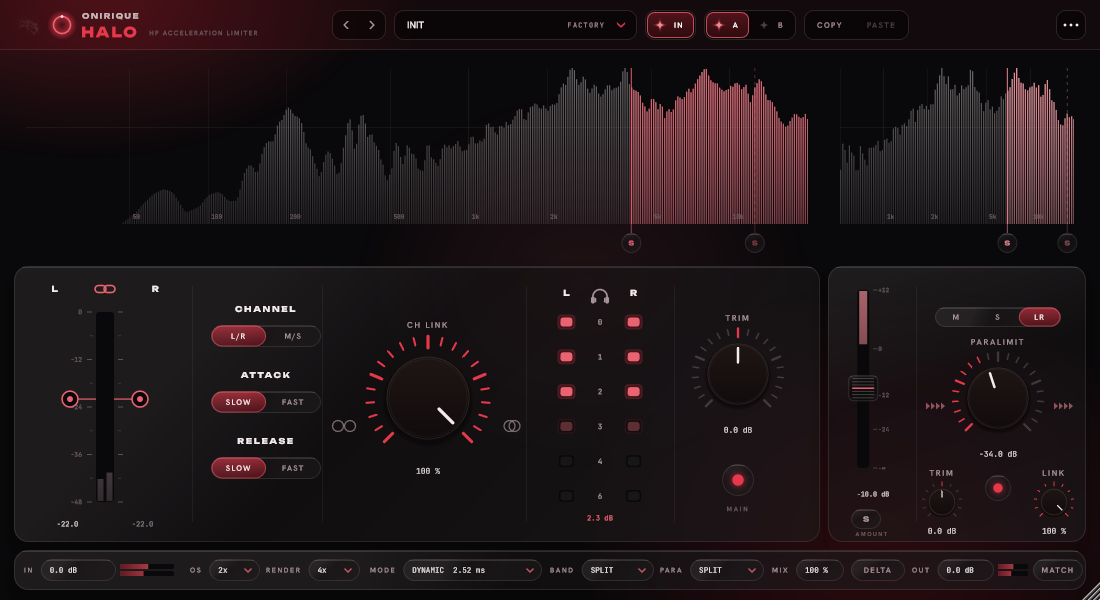 ONIRIQUE
HALO HF ACCELERATION LIMITER
INIT FACTORY IN A B COPY PASTE
50 100 200 500 1k 2k 5k 10k 1k 2k 5k 10k
S S S S
L R
0
-12
-24
-36
-48
-22.0 -22.0
CHANNEL
L/R M/S
ATTACK
SLOW FAST
RELEASE
SLOW FAST
CH LINK
100 %
L R
0
1
2
3
4
6
2.3 dB
TRIM
0.0 dB
MAIN
+12
-12
-24
-10.0 dB
S
AMOUNT
M S LR
PARALIMIT
-34.0 dB
TRIM LINK
0.0 dB 100 %
IN 0.0 dB OS 2x RENDER 4x MODE DYNAMIC 2.52 ms BAND SPLIT PARA SPLIT MIX 100 % DELTA OUT 0.0 dB MATCH